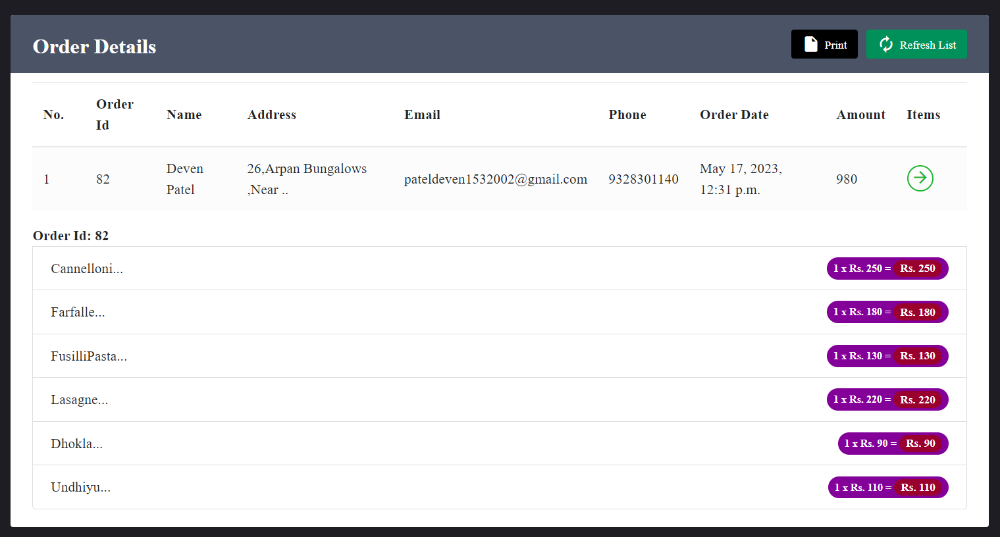 Order Details
Print
Refresh List
No. Order Id Name Address Email Phone Order Date Amount Items
1 82 Deven Patel 26,Arpan Bungalows ,Near .. pateldeven1532002@gmail.com 9328301140 May 17, 2023, 12:31 p.m. 980
Order Id: 82
Cannelloni... 1 x Rs. 250 = Rs. 250
Farfalle... 1 x Rs. 180 = Rs. 180
FusilliPasta... 1 x Rs. 130 = Rs. 130
Lasagne... 1 x Rs. 220 = Rs. 220
Dhokla... 1 x Rs. 90 = Rs. 90
Undhiyu... 1 x Rs. 110 = Rs. 110